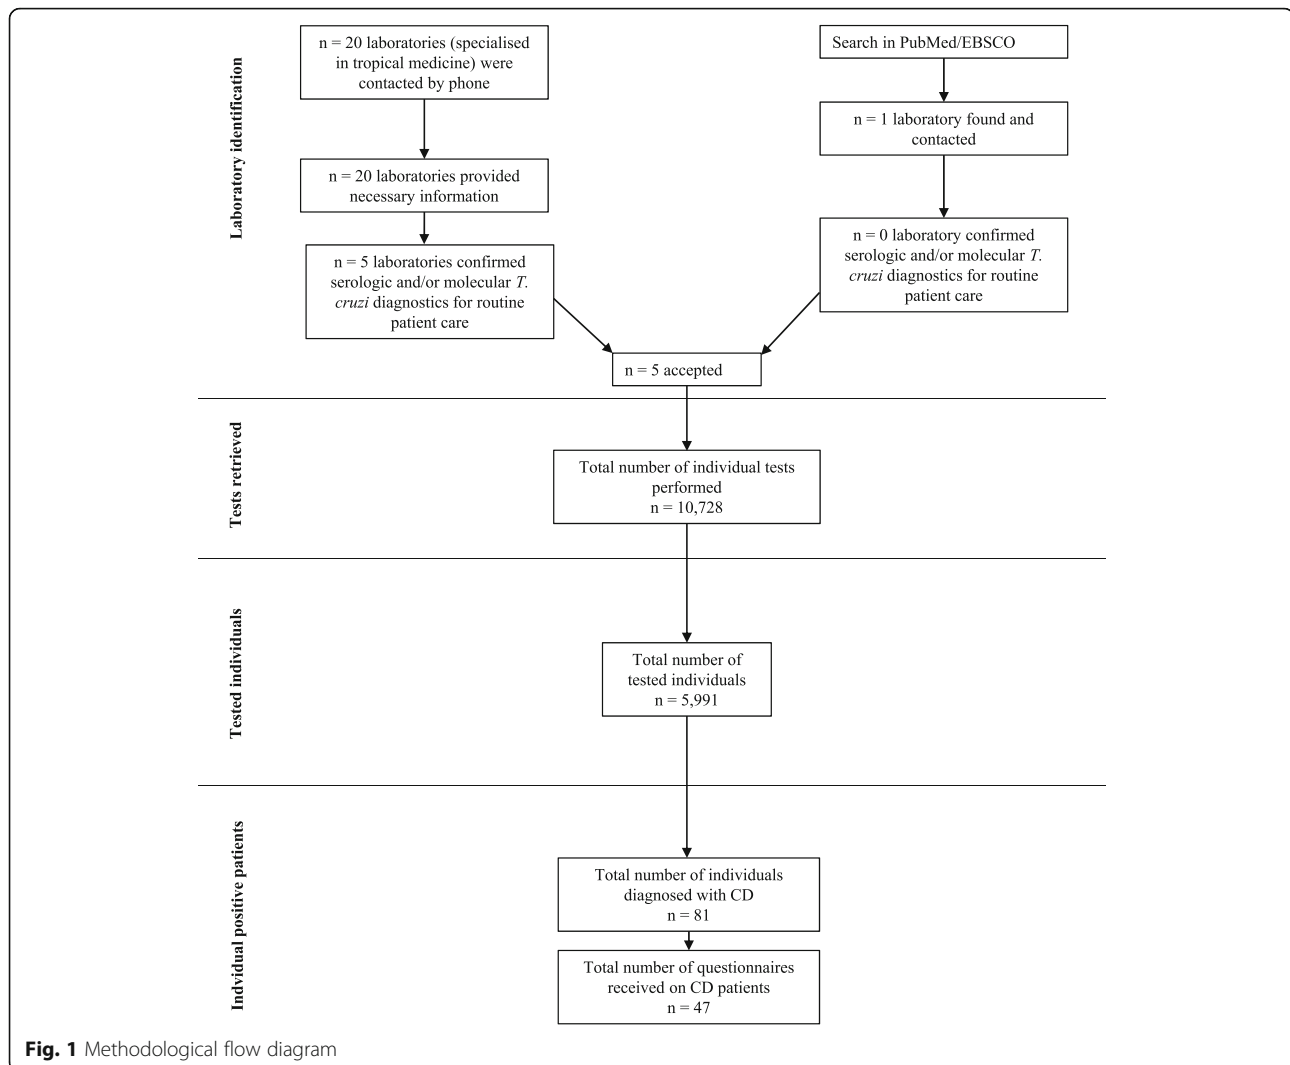 Laboratory identification
n = 20 laboratories (specialised
in tropical medicine) were
contacted by phone
n = 20 laboratories provided
necessary information
n = 5 laboratories confirmed
serologic and/or molecular T.
cruzi diagnostics for routine
patient care
Search in PubMed/EBSCO
n = 1 laboratory found and
contacted
n = 0 laboratory confirmed
serologic and/or molecular T.
cruzi diagnostics for routine
patient care
n = 5 accepted
Tests retrieved
Total number of individual tests
performed
n = 10,728
Tested individuals
Total number of
tested individuals
n = 5,991
Indvidual positive patients
Total number of individuals
diagnosed with CD
n = 81
Total number of questionnaires
received on CD patients
n = 47
Fig. 1 Methodological flow diagram